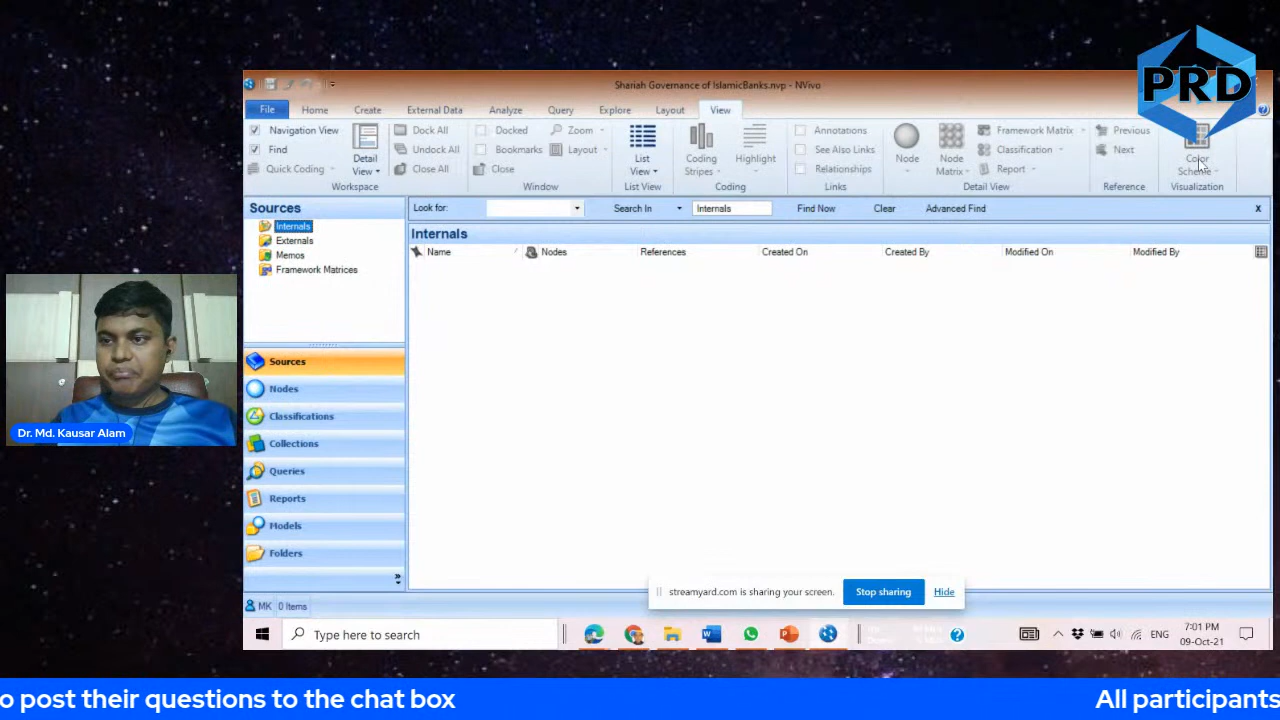 PRD
Shariah Governance of IslamicBanks.nvp - NVivo
File Home Create External Data Analyze Query Explore Layout View
Navigation View
Find
Quick Coding
Detail View
Workspace
Dock All
Undock All
Close All
Docked
Bookmarks
Close
Zoom
Layout
Window
List View
List View
Coding Stripes
Highlight
Coding
Annotations
See Also Links
Relationships
Links
Node
Node Matrix
Framework Matrix
Classification
Report
Detail View
Previous
Next
Reference
Color Scheme
Visualization
Sources
Internals
Externals
Memos
Framework Matrices
Look for: Search In Internals Find Now Clear Advanced Find x
Internals
Name Nodes References Created On Created By Modified On Modified By
Sources
Nodes
Classifications
Collections
Queries
Reports
Models
Folders
»
MK 0 Items
streamyard.com is sharing your screen. Stop sharing Hide
Type here to search
ENG
7:01 PM
09-Oct-21
Dr. Md. Kausar Alam
o post their questions to the chat box All participants